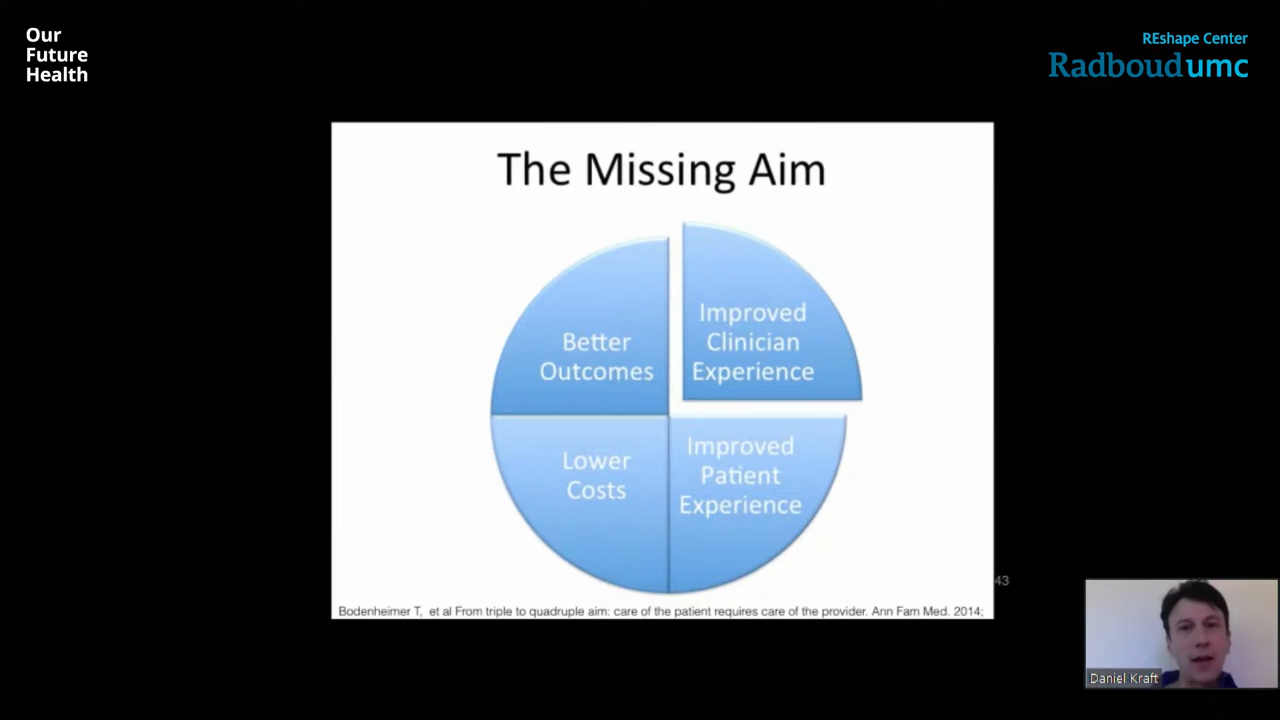 Our
Future
Health
REshape Center
Radboudumc
The Missing Aim
Better
Outcomes
Improved
Clinician
Experience
Lower
Costs
Improved
Patient
Experience
43
Bodenheimer T, et al From triple to quadruple aim: care of the patient requires care of the provider. Ann Fam Med. 2014;
Daniel Kraft